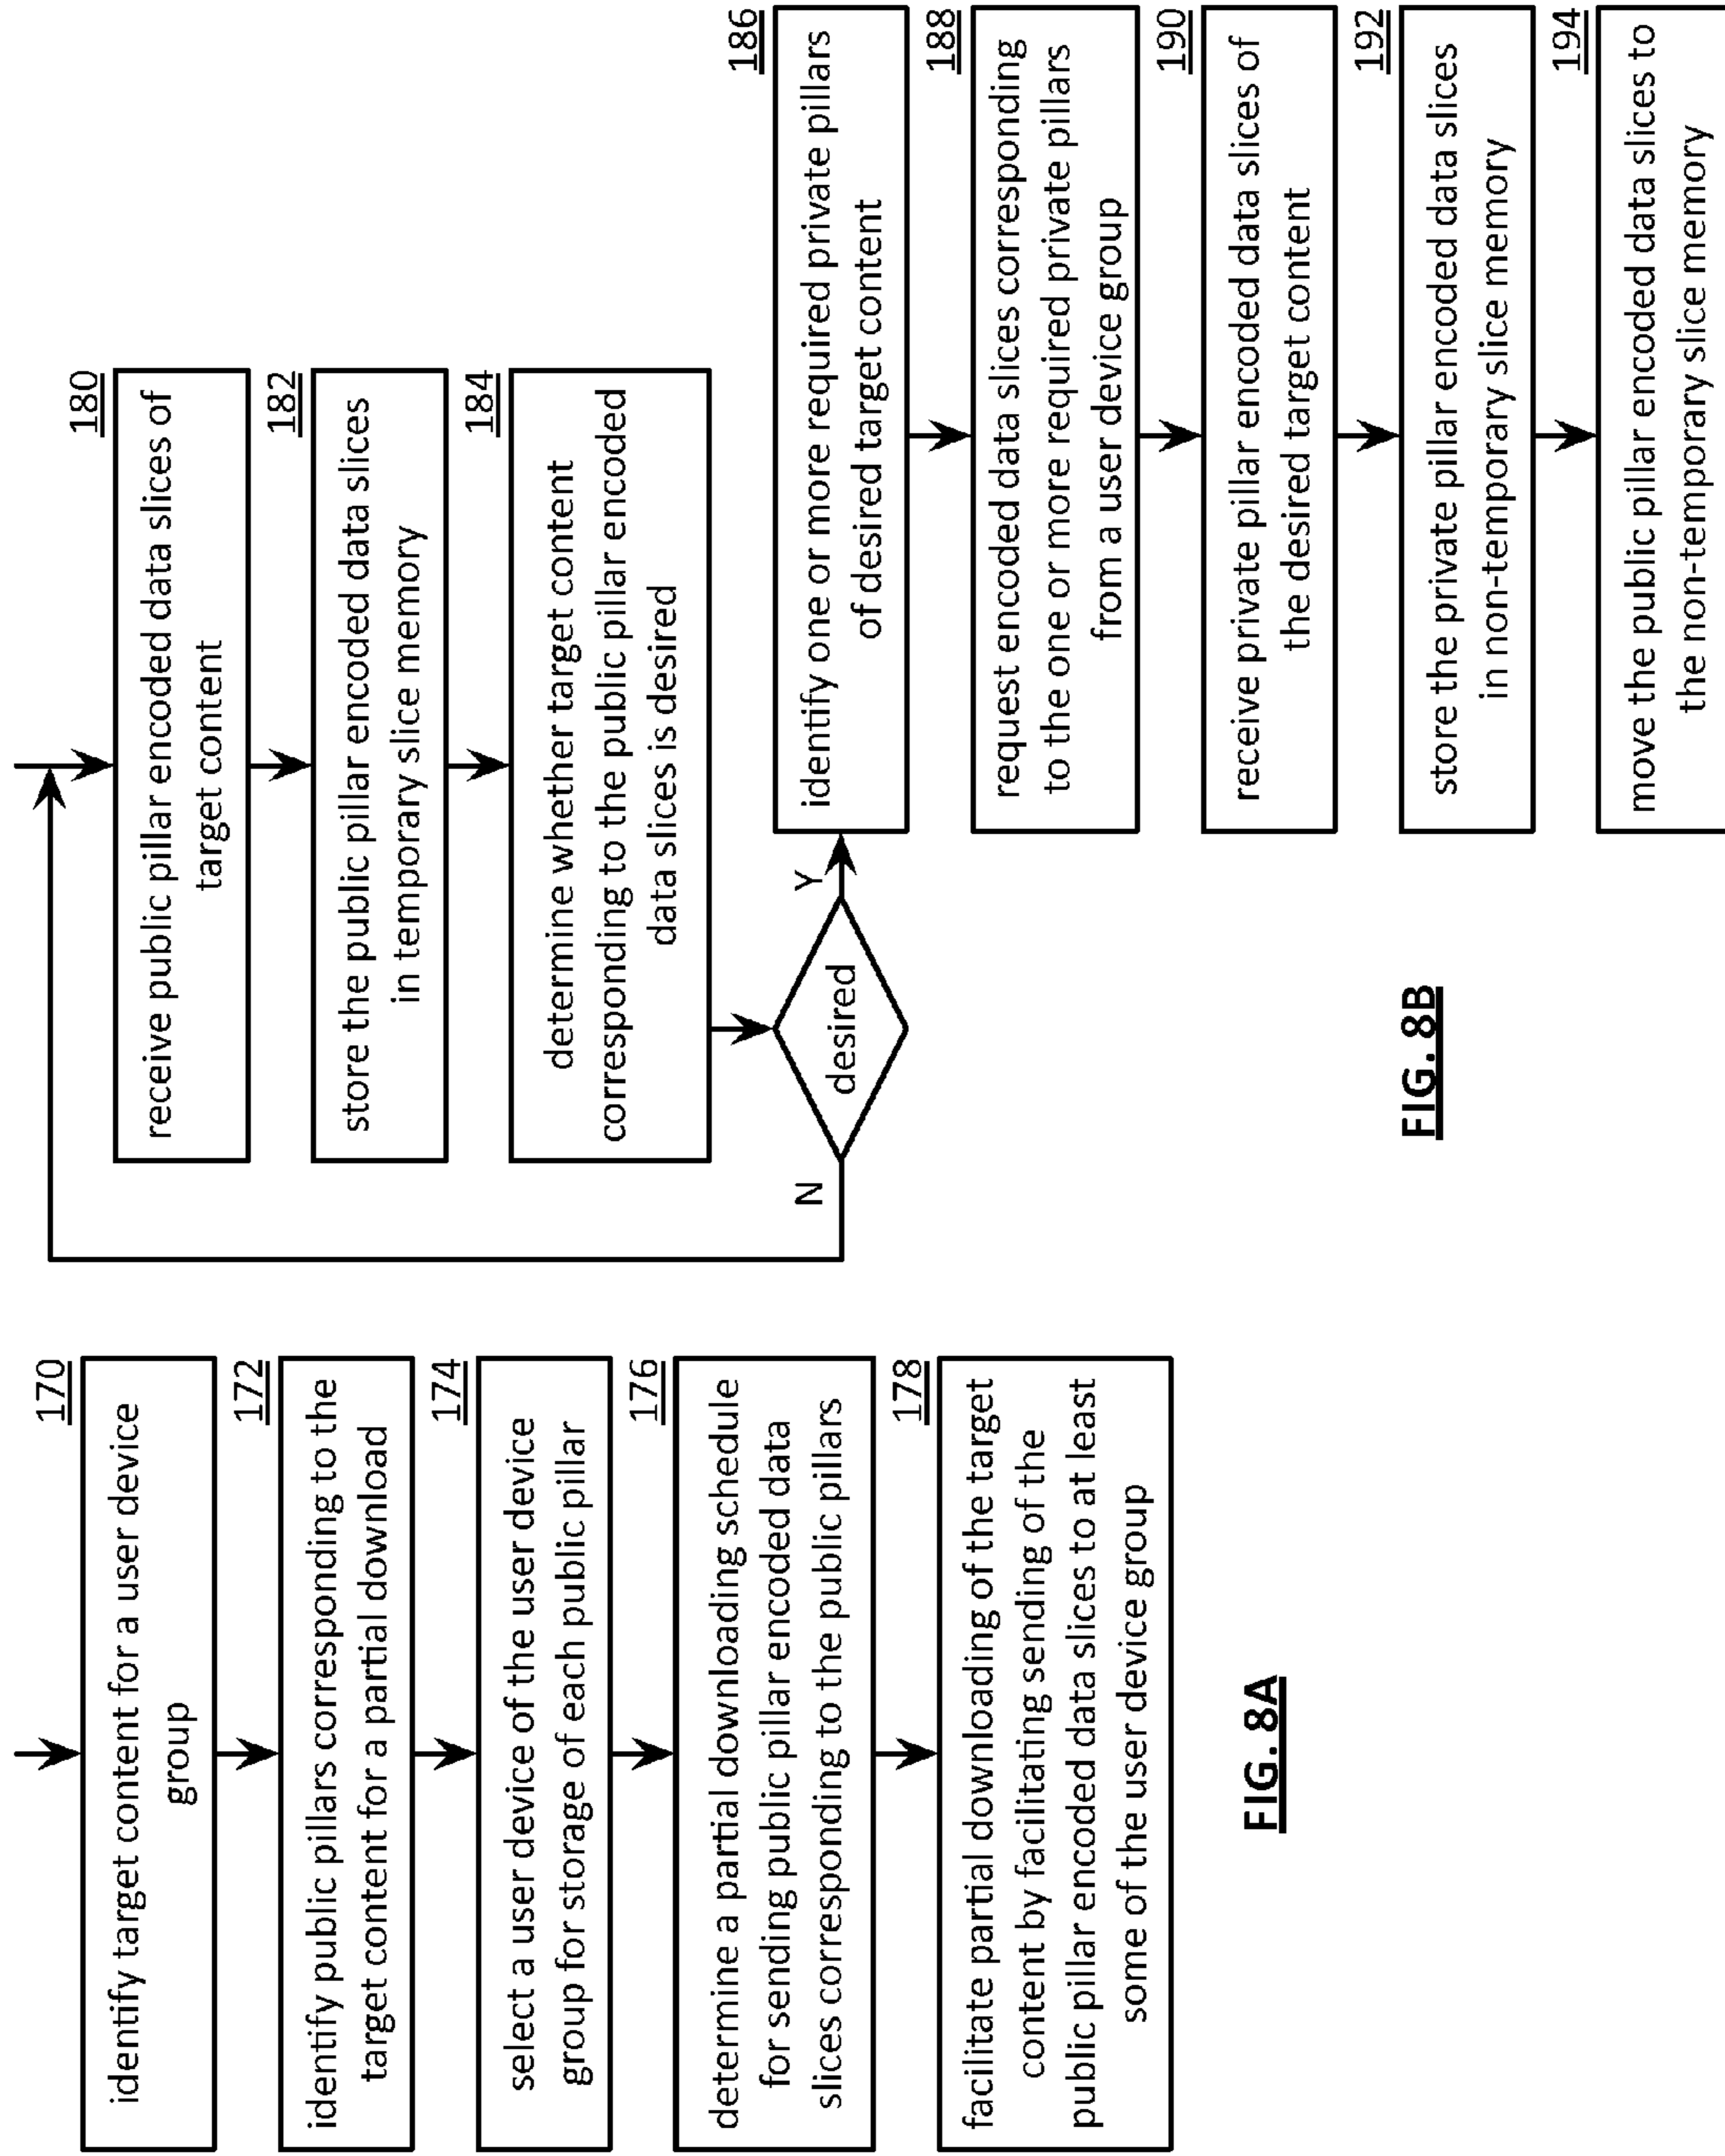 170
identify target content for a user device
group
172
identify public pillars corresponding to the
target content for a partial download
174
select a user device of the user device
group for storage of each public pillar
176
determine a partial downloading schedule
for sending public pillar encoded data
slices corresponding to the public pillars
178
facilitate partial downloading of the target
content by facilitating sending of the
public pillar encoded data slices to at least
some of the user device group
FIG. 8A
180
receive public pillar encoded data slices of
target content
182
store the public pillar encoded data slices
in temporary slice memory
184
determine whether target content
corresponding to the public pillar encoded
data slices is desired
N
desired
Y
186
identify one or more required private pillars
of desired target content
188
request encoded data slices corresponding
to the one or more required private pillars
from a user device group
190
receive private pillar encoded data slices of
the desired target content
192
store the private pillar encoded data slices
in non-temporary slice memory
194
move the public pillar encoded data slices to
the non-temporary slice memory
FIG. 8B